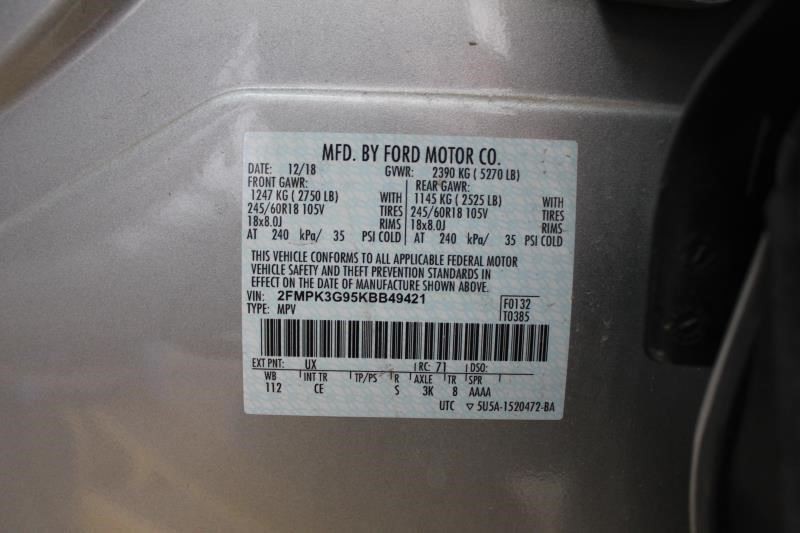 MFD. BY FORD MOTOR CO.
DATE: 12/18 GVWR: 2390 KG ( 5270 LB)
FRONT GAWR: REAR GAWR:
1247 KG ( 2750 LB) WITH 1145 KG ( 2525 LB) WITH
245/60R18 105V TIRES 245/60R18 105V TIRES
18x8.0J RIMS 18x8.0J RIMS
AT 240 kPa/ 35 PSI COLD AT 240 kPa/ 35 PSI COLD
THIS VEHICLE CONFORMS TO ALL APPLICABLE FEDERAL MOTOR
VEHICLE SAFETY AND THEFT PREVENTION STANDARDS IN
EFFECT ON THE DATE OF MANUFACTURE SHOWN ABOVE.
VIN: 2FMPK3G95KBB49421 F0132
TYPE: MPV T0385
EXT PNT: UX RC: 71 DSO:
WB INT TR TP/PS R AXLE TR SPR
112 CE S 3K 8 AAAA
UTC ▽ 5U5A-1520472-BA